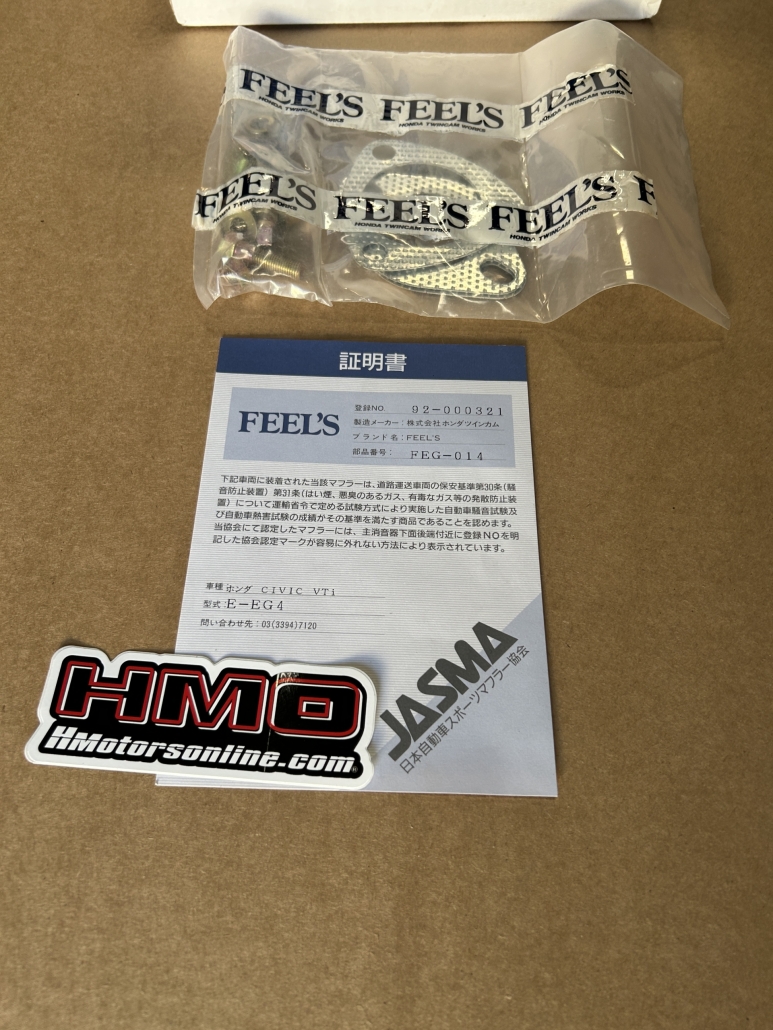 FEEL'S FEEL'S FEEL'S
HONDA TWINCAM WORKS HONDA TWINCAM WORKS HONDA TWINCAM WORKS
FEEL'S FEEL'S FEEL'S F
HONDA TWINCAM WORKS HONDA TWINCAM WORKS HONDA TWINCAM WORKS
証明書
FEEL'S
登録NO. 92-000321
製造メーカー：株式会社ホンダツインカム
ブランド名：FEEL'S
部品番号： FEG-014
下記車両に装着された当該マフラーは、道路運送車両の保安基準第30条（騒
音防止装置）第31条（ばい煙、悪臭のあるガス、有毒なガス等の発散防止装
置）について運輸省令で定める試験方式により実施した自動車騒音試験及
び自動車熱害試験の成績がその基準を満たす商品であることを認めます。
当協会にて認定したマフラーには、主消音器下面後端付近に登録NOを明
記した協会認定マークが容易に外れない方法により表示されています。
車種：ホンダ CIVIC VTi
型式：E-EG4
問い合わせ先：03(3394)7120
JASMA
日本自動車スポーツマフラー協会
HMO
HMotorsonline.com